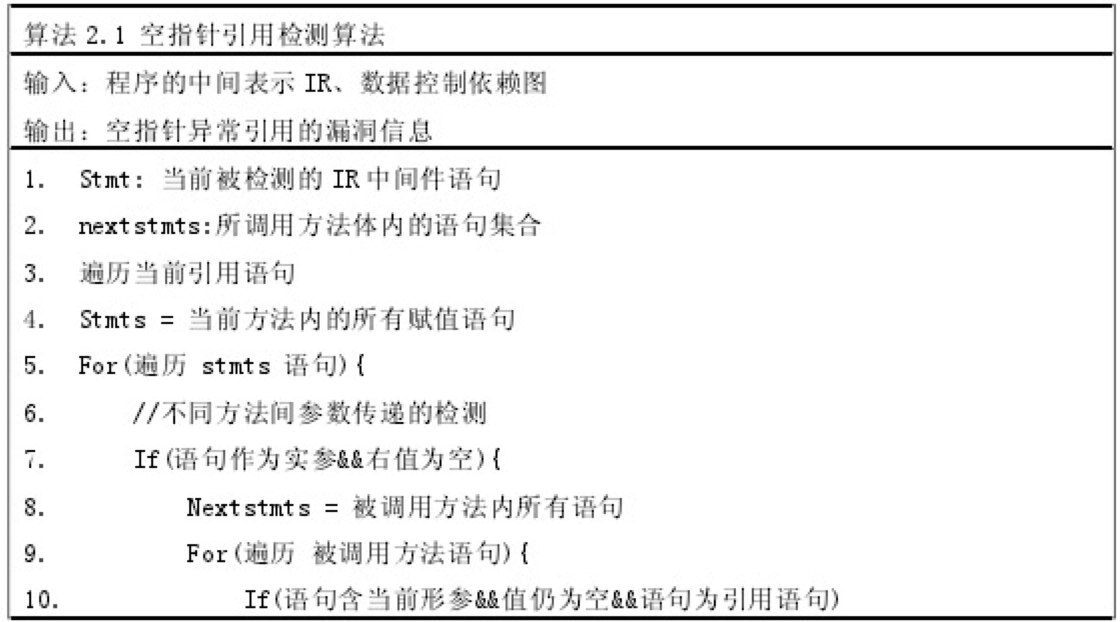 算法 2.1 空指针引用检测算法
输入：程序的中间表示 IR、数据控制依赖图
输出：空指针异常引用的漏洞信息
1. Stmt: 当前被检测的 IR 中间件语句
2. nextstmts:所调用方法体内的语句集合
3. 遍历当前引用语句
4. Stmts = 当前方法内的所有赋值语句
5. For(遍历 stmts 语句){
6. //不同方法间参数传递的检测
7. If(语句作为实参&&右值为空){
8. Nextstmts = 被调用方法内所有语句
9. For(遍历 被调用方法语句){
10. If(语句含当前形参&&值仍为空&&语句为引用语句)